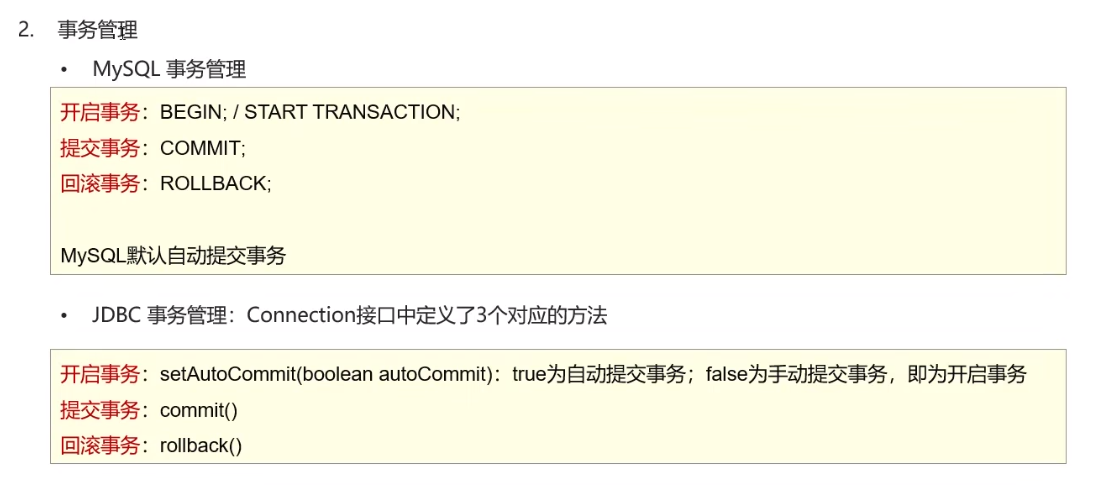 2. 事务管理
• MySQL 事务管理
开启事务：BEGIN; / START TRANSACTION;
提交事务：COMMIT;
回滚事务：ROLLBACK;
MySQL默认自动提交事务
• JDBC 事务管理：Connection接口中定义了3个对应的方法
开启事务：setAutoCommit(boolean autoCommit)：true为自动提交事务；false为手动提交事务，即为开启事务
提交事务：commit()
回滚事务：rollback()